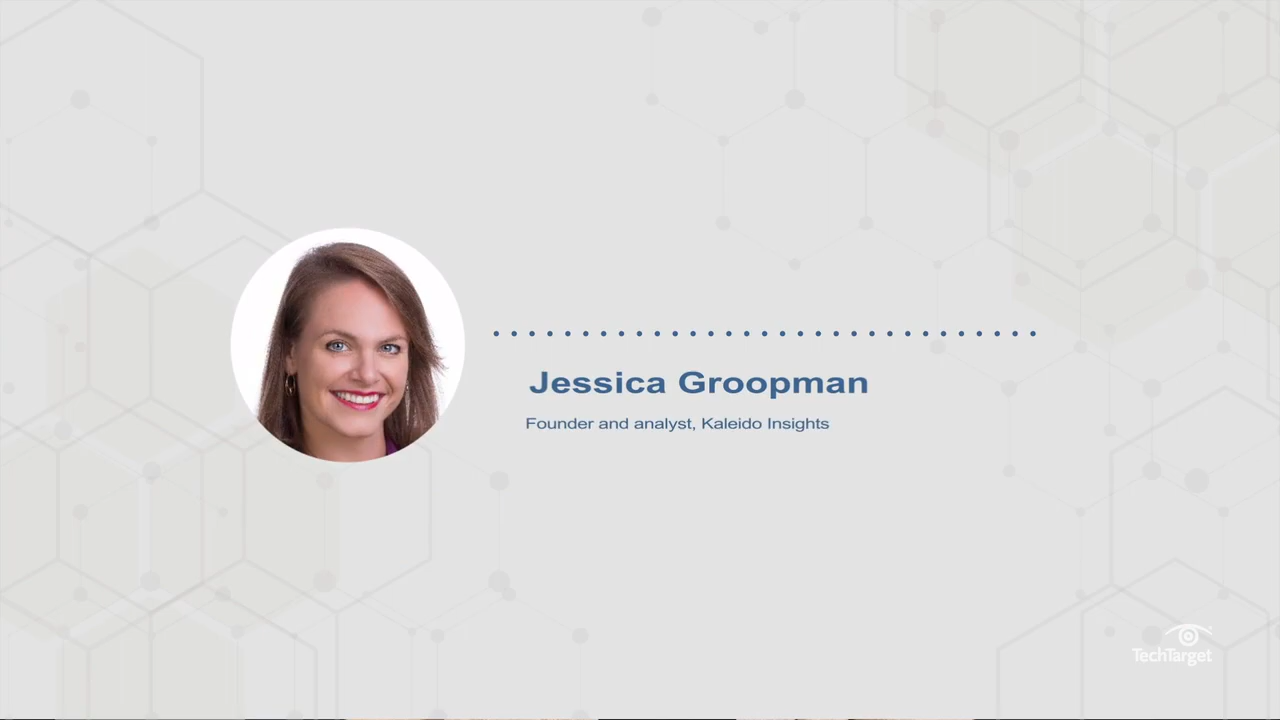 Jessica Groopman
Founder and analyst, Kaleido Insights
TechTarget